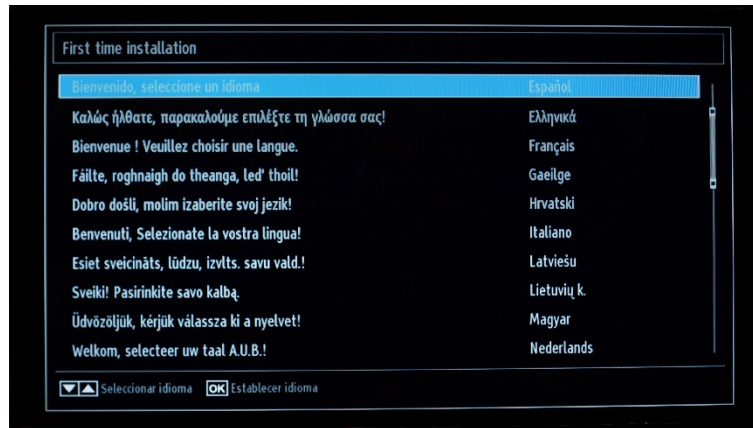 First time installation
Bienvenido, seleccione un idioma Español
Καλώς ήλθατε, παρακαλούμε επιλέξτε τη γλώσσα σας! Ελληνικά
Bienvenue ! Veuillez choisir une langue. Français
Fáilte, roghnaigh do theanga, led' thoil! Gaeilge
Dobro došli, molim izaberite svoj jezik! Hrvatski
Benvenuti, Selezionate la vostra lingua! Italiano
Esiet sveicināts, lūdzu, izvlts. savu vald.! Latviešu
Sveiki! Pasirinkite savo kalbą. Lietuvių k.
Üdvözöljük, kérjük válassza ki a nyelvet! Magyar
Welkom, selecteer uw taal A.U.B.! Nederlands
Seleccionar idioma OK Establecer idioma